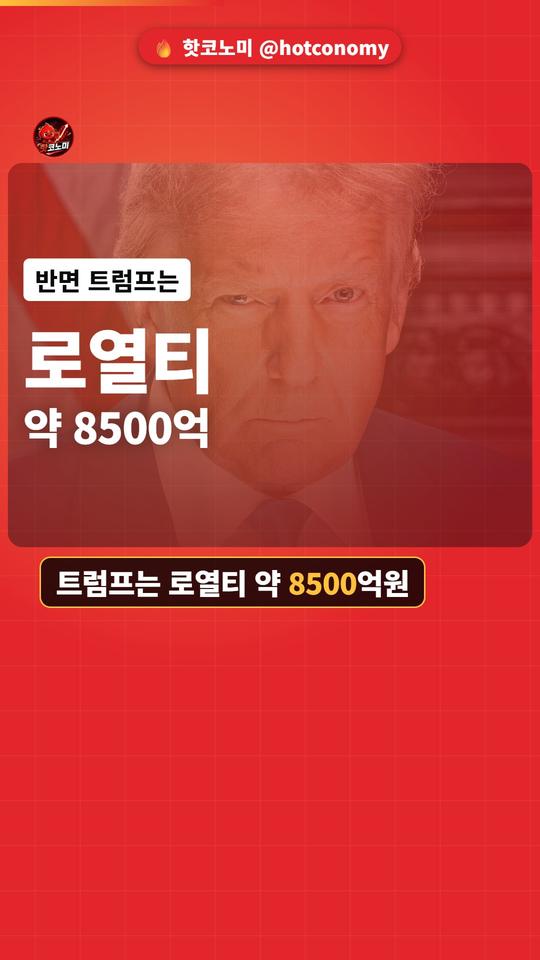 핫코노미 @hotconomy
핫코노미
반면 트럼프는
로열티
약 8500억
트럼프는 로열티 약 8500억원